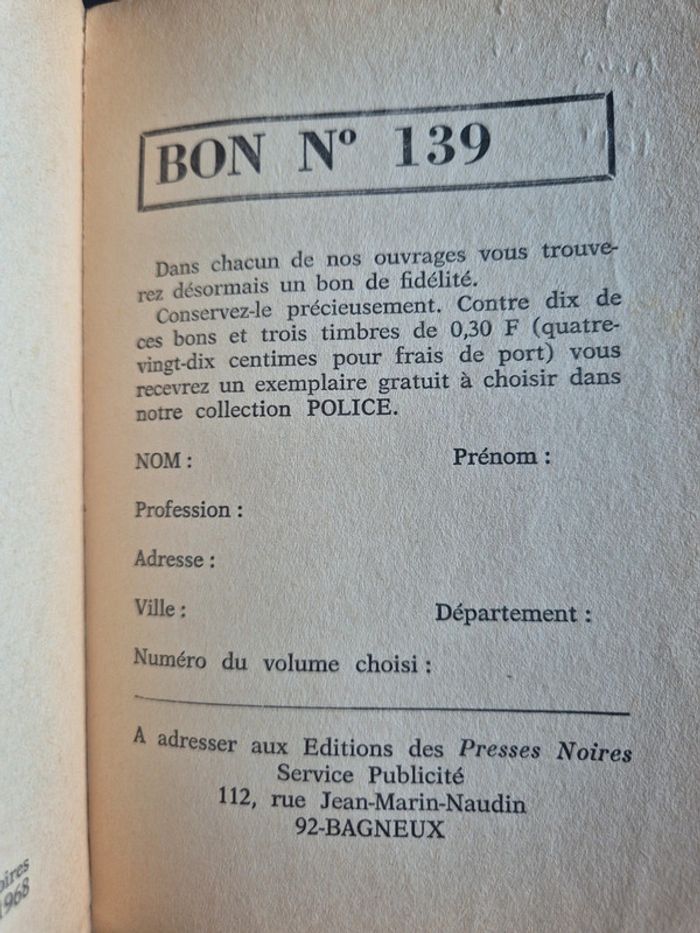 BON Nº 139
Dans chacun de nos ouvrages vous trouve-
rez désormais un bon de fidélité.
Conservez-le précieusement. Contre dix de
ces bons et trois timbres de 0,30 F (quatre-
vingt-dix centimes pour frais de port) vous
recevrez un exemplaire gratuit à choisir dans
notre collection POLICE.
NOM : Prénom :
Profession :
Adresse :
Ville : Département :
Numéro du volume choisi :
A adresser aux Editions des Presses Noires
Service Publicité
112, rue Jean-Marin-Naudin
92-BAGNEUX
oires
1968